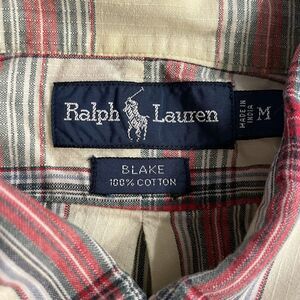 Ralph Lauren
MADE IN
INDIA
M
BLAKE
100% COTTON